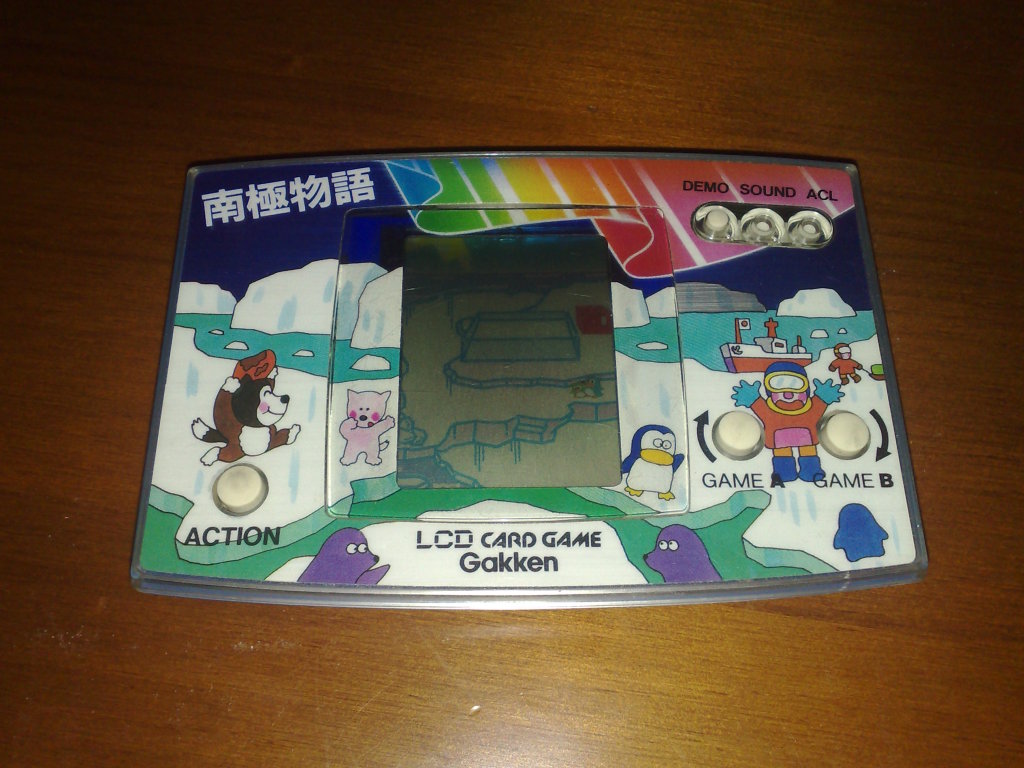 南極物語
DEMO SOUND ACL
GAME A GAME B
ACTION
LCD CARD GAME
Gakken